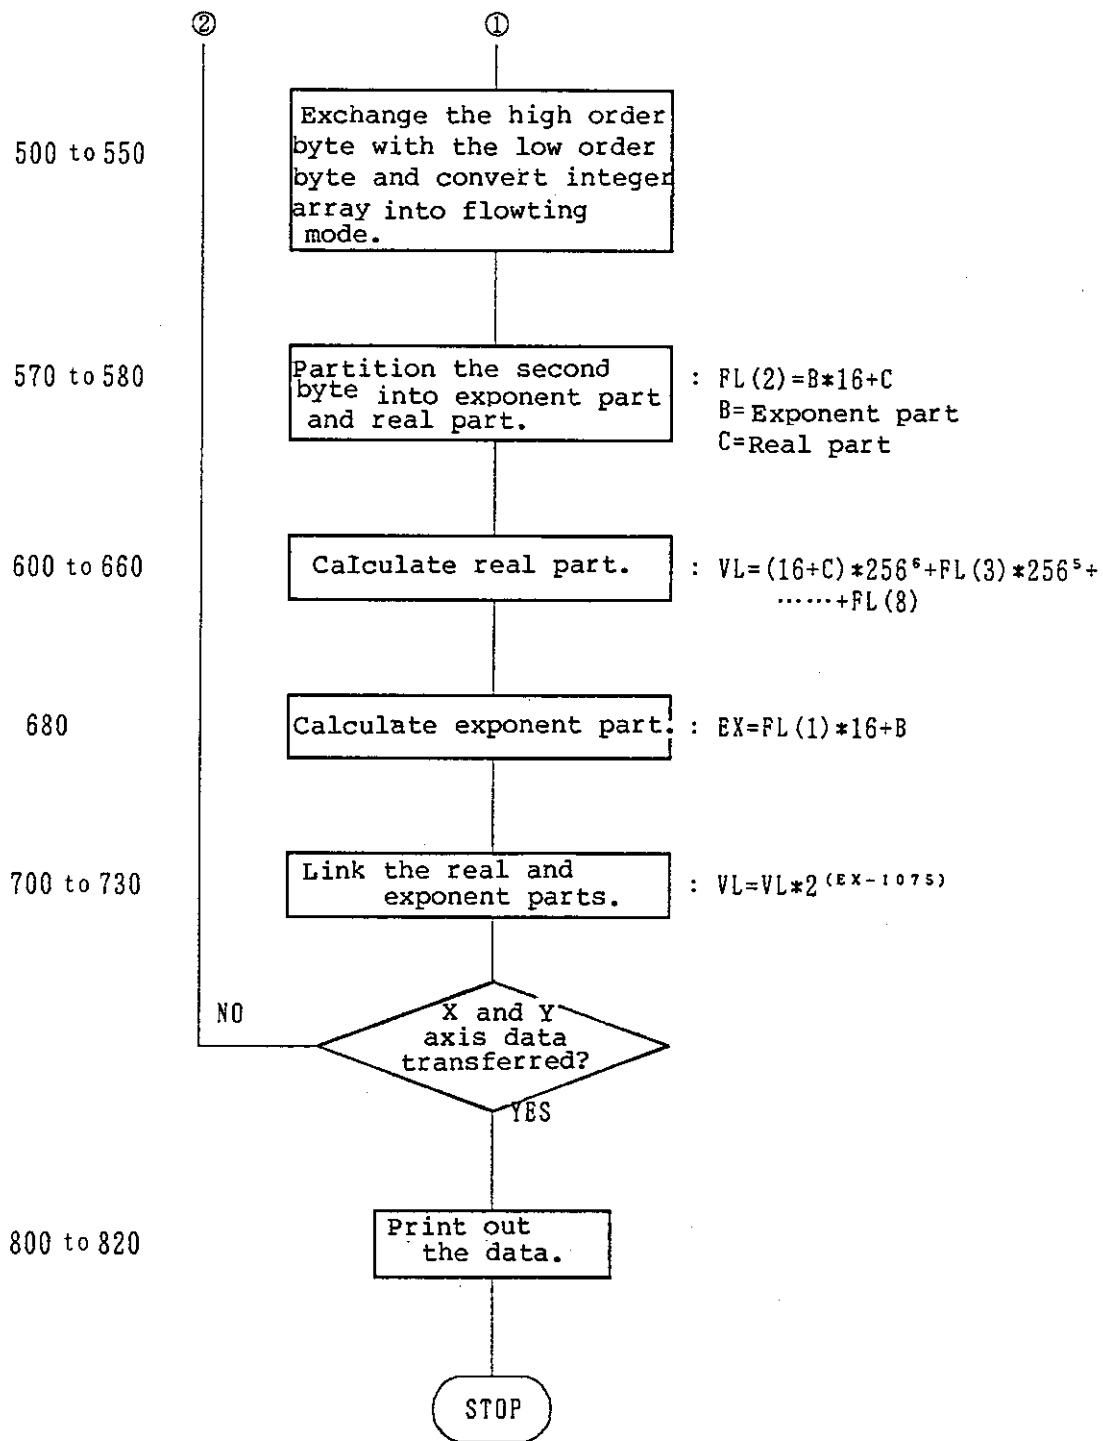 ② ①
500 to 550
Exchange the high order
byte with the low order
byte and convert integer
array into flowting
mode.
570 to 580
Partition the second
byte into exponent part
and real part.
: FL(2)=B*16+C
B=Exponent part
C=Real part
600 to 660
Calculate real part.
: VL=(16+C)*256⁶+FL(3)*256⁵+
……+FL(8)
680
Calculate exponent part.
: EX=FL(1)*16+B
700 to 730
Link the real and
exponent parts.
: VL=VL*2⁽ᴱˣ⁻¹⁰⁷⁵⁾
NO
X and Y
axis data
transferred?
YES
800 to 820
Print out
the data.
STOP